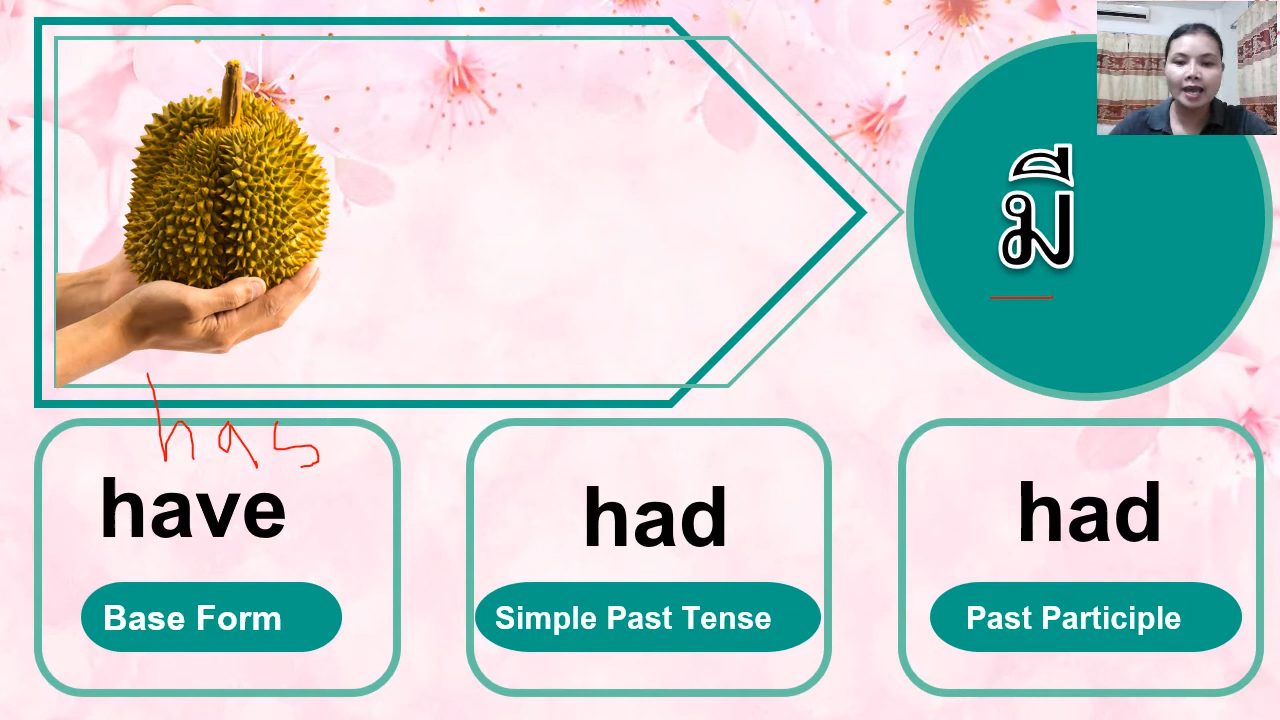 มี
has
have
had
had
Base Form
Simple Past Tense
Past Participle